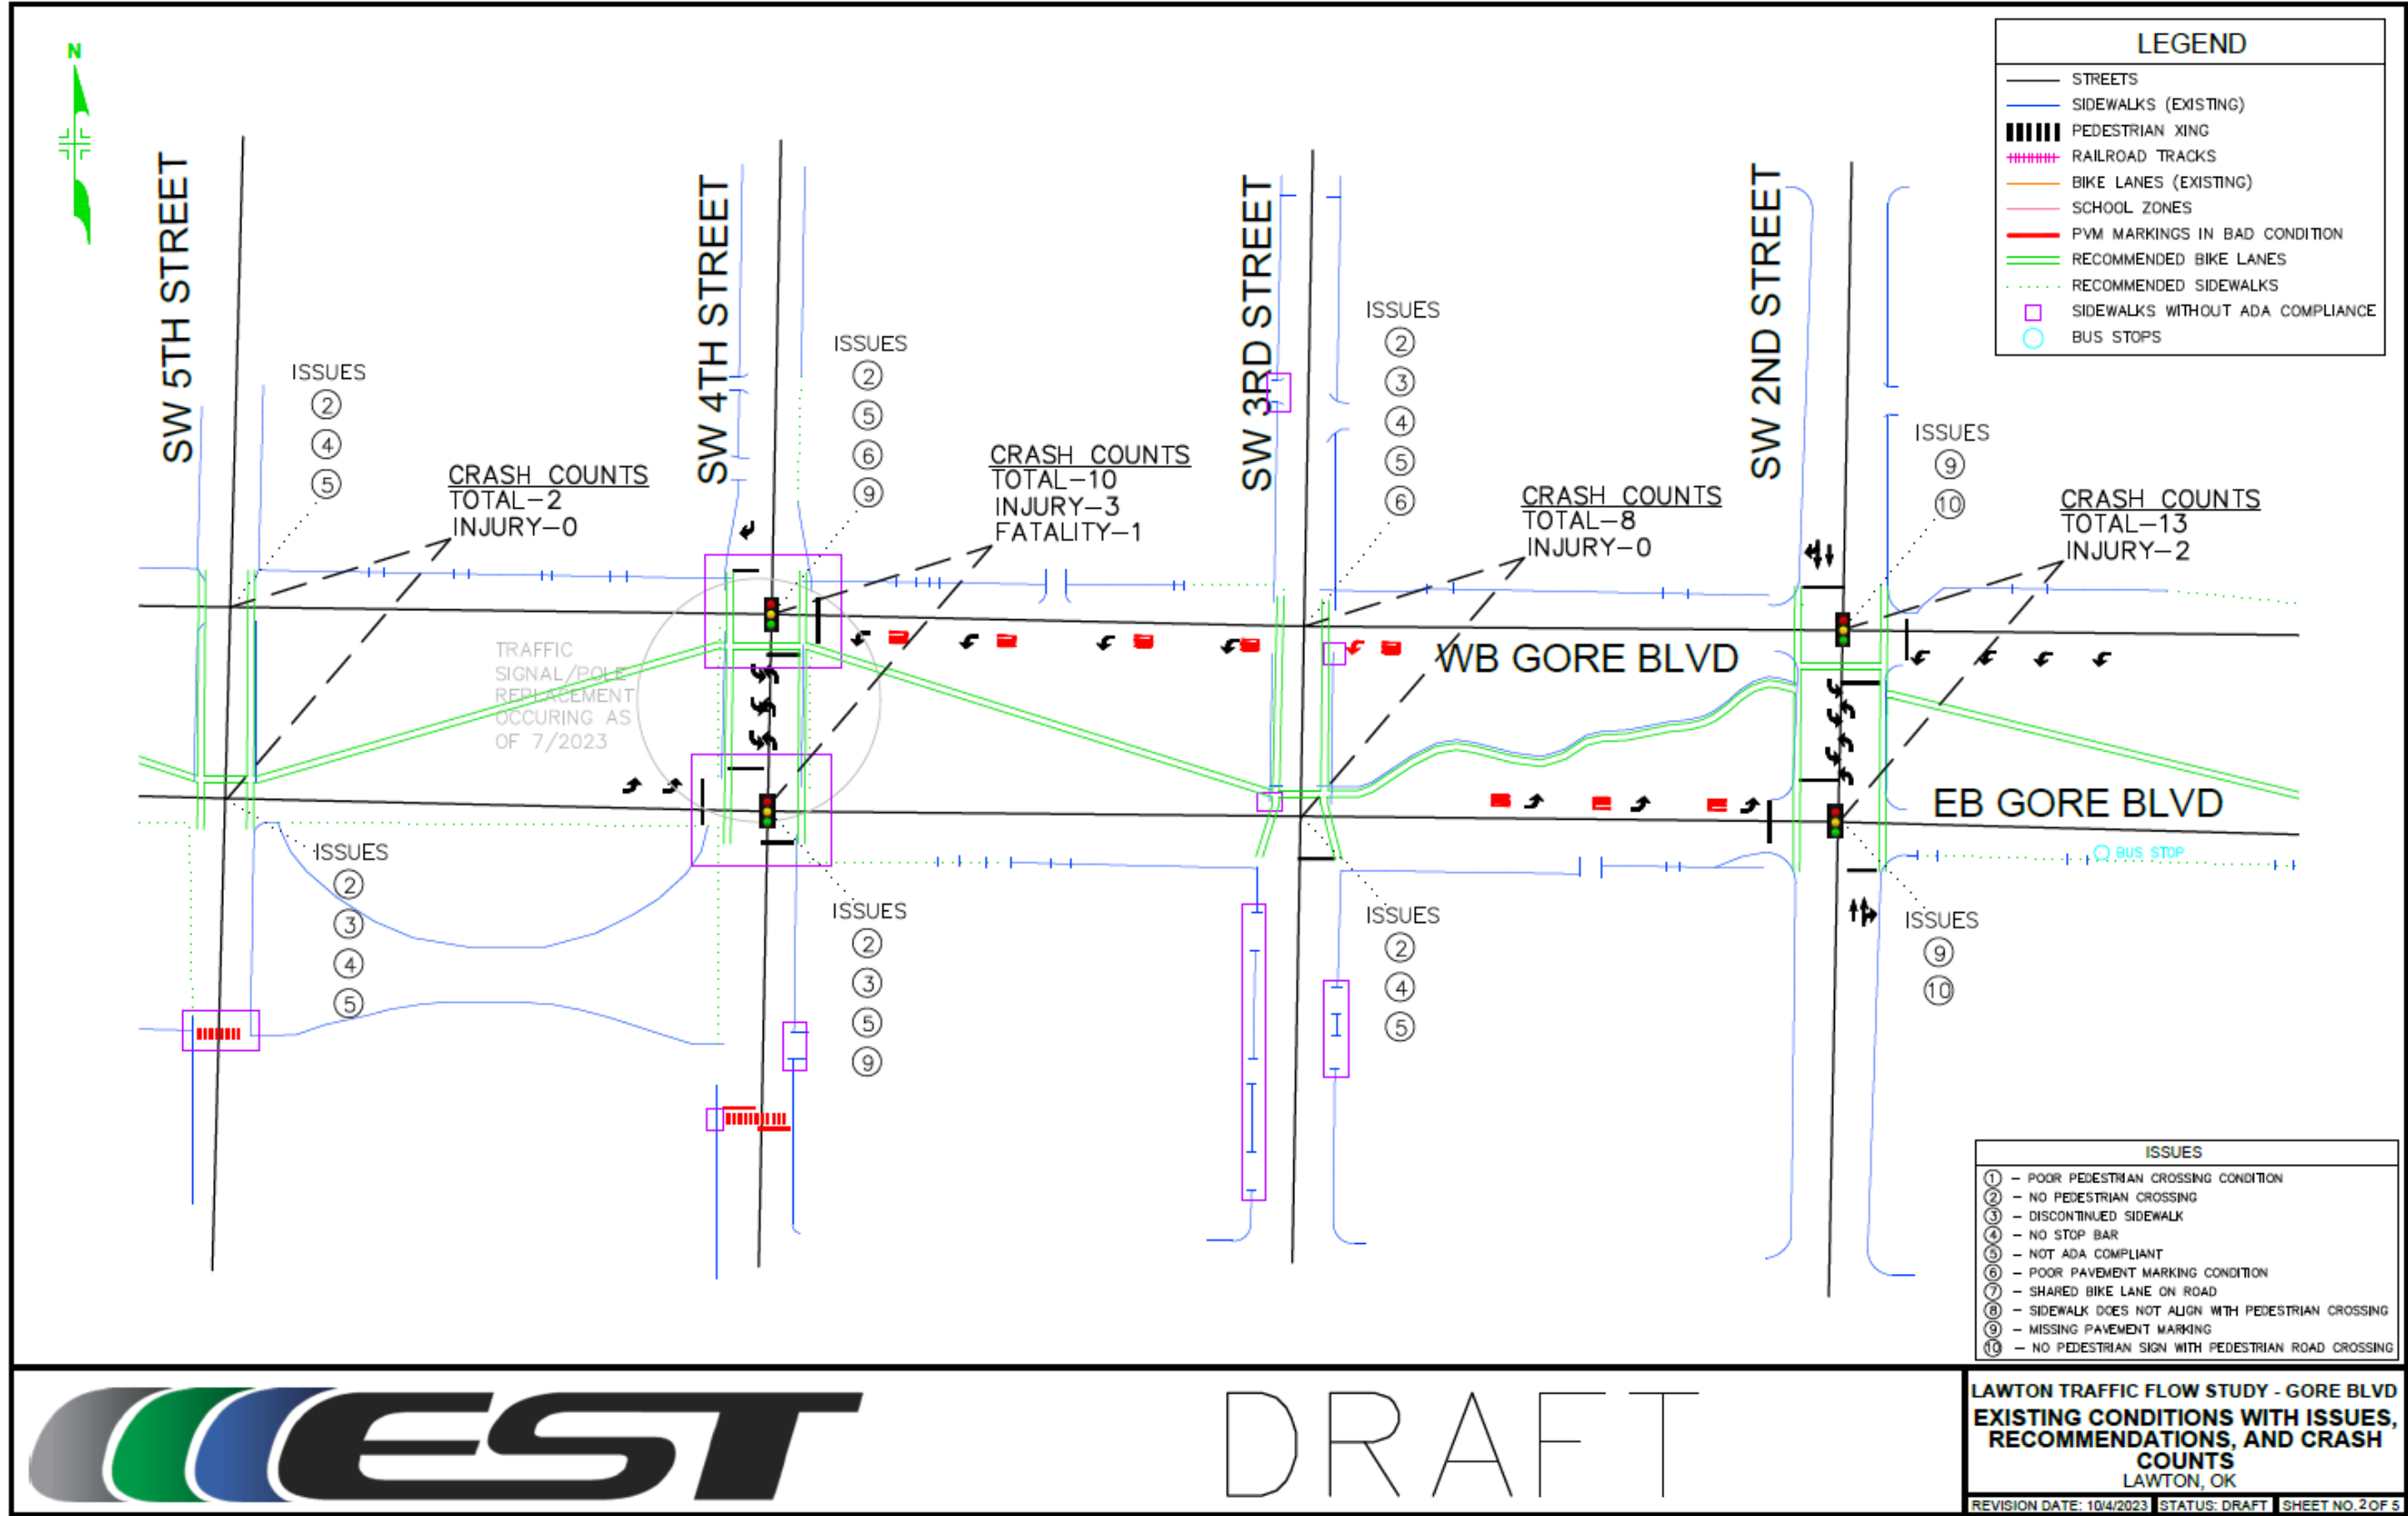 N
LEGEND
STREETS
SIDEWALKS (EXISTING)
PEDESTRIAN XING
RAILROAD TRACKS
BIKE LANES (EXISTING)
SCHOOL ZONES
PVM MARKINGS IN BAD CONDITION
RECOMMENDED BIKE LANES
RECOMMENDED SIDEWALKS
SIDEWALKS WITHOUT ADA COMPLIANCE
BUS STOPS
SW 5TH STREET
SW 4TH STREET
SW 3RD STREET
SW 2ND STREET
ISSUES
2
4
5
CRASH COUNTS
TOTAL-2
INJURY-0
ISSUES
2
5
6
9
CRASH COUNTS
TOTAL-10
INJURY-3
FATALITY-1
ISSUES
2
3
4
5
6
CRASH COUNTS
TOTAL-8
INJURY-0
ISSUES
9
10
CRASH COUNTS
TOTAL-13
INJURY-2
TRAFFIC
SIGNAL/POLE
REPLACEMENT
OCCURING AS
OF 7/2023
WB GORE BLVD
EB GORE BLVD
BUS STOP
ISSUES
2
3
4
5
ISSUES
2
3
5
9
ISSUES
2
4
5
ISSUES
9
10
ISSUES
1 - POOR PEDESTRIAN CROSSING CONDITION
2 - NO PEDESTRIAN CROSSING
3 - DISCONTINUED SIDEWALK
4 - NO STOP BAR
5 - NOT ADA COMPLIANT
6 - POOR PAVEMENT MARKING CONDITION
7 - SHARED BIKE LANE ON ROAD
8 - SIDEWALK DOES NOT ALIGN WITH PEDESTRIAN CROSSING
9 - MISSING PAVEMENT MARKING
10 - NO PEDESTRIAN SIGN WITH PEDESTRIAN ROAD CROSSING
EST
DRAFT
LAWTON TRAFFIC FLOW STUDY - GORE BLVD
EXISTING CONDITIONS WITH ISSUES,
RECOMMENDATIONS, AND CRASH
COUNTS
LAWTON, OK
REVISION DATE: 10/4/2023 STATUS: DRAFT SHEET NO. 2 OF 5